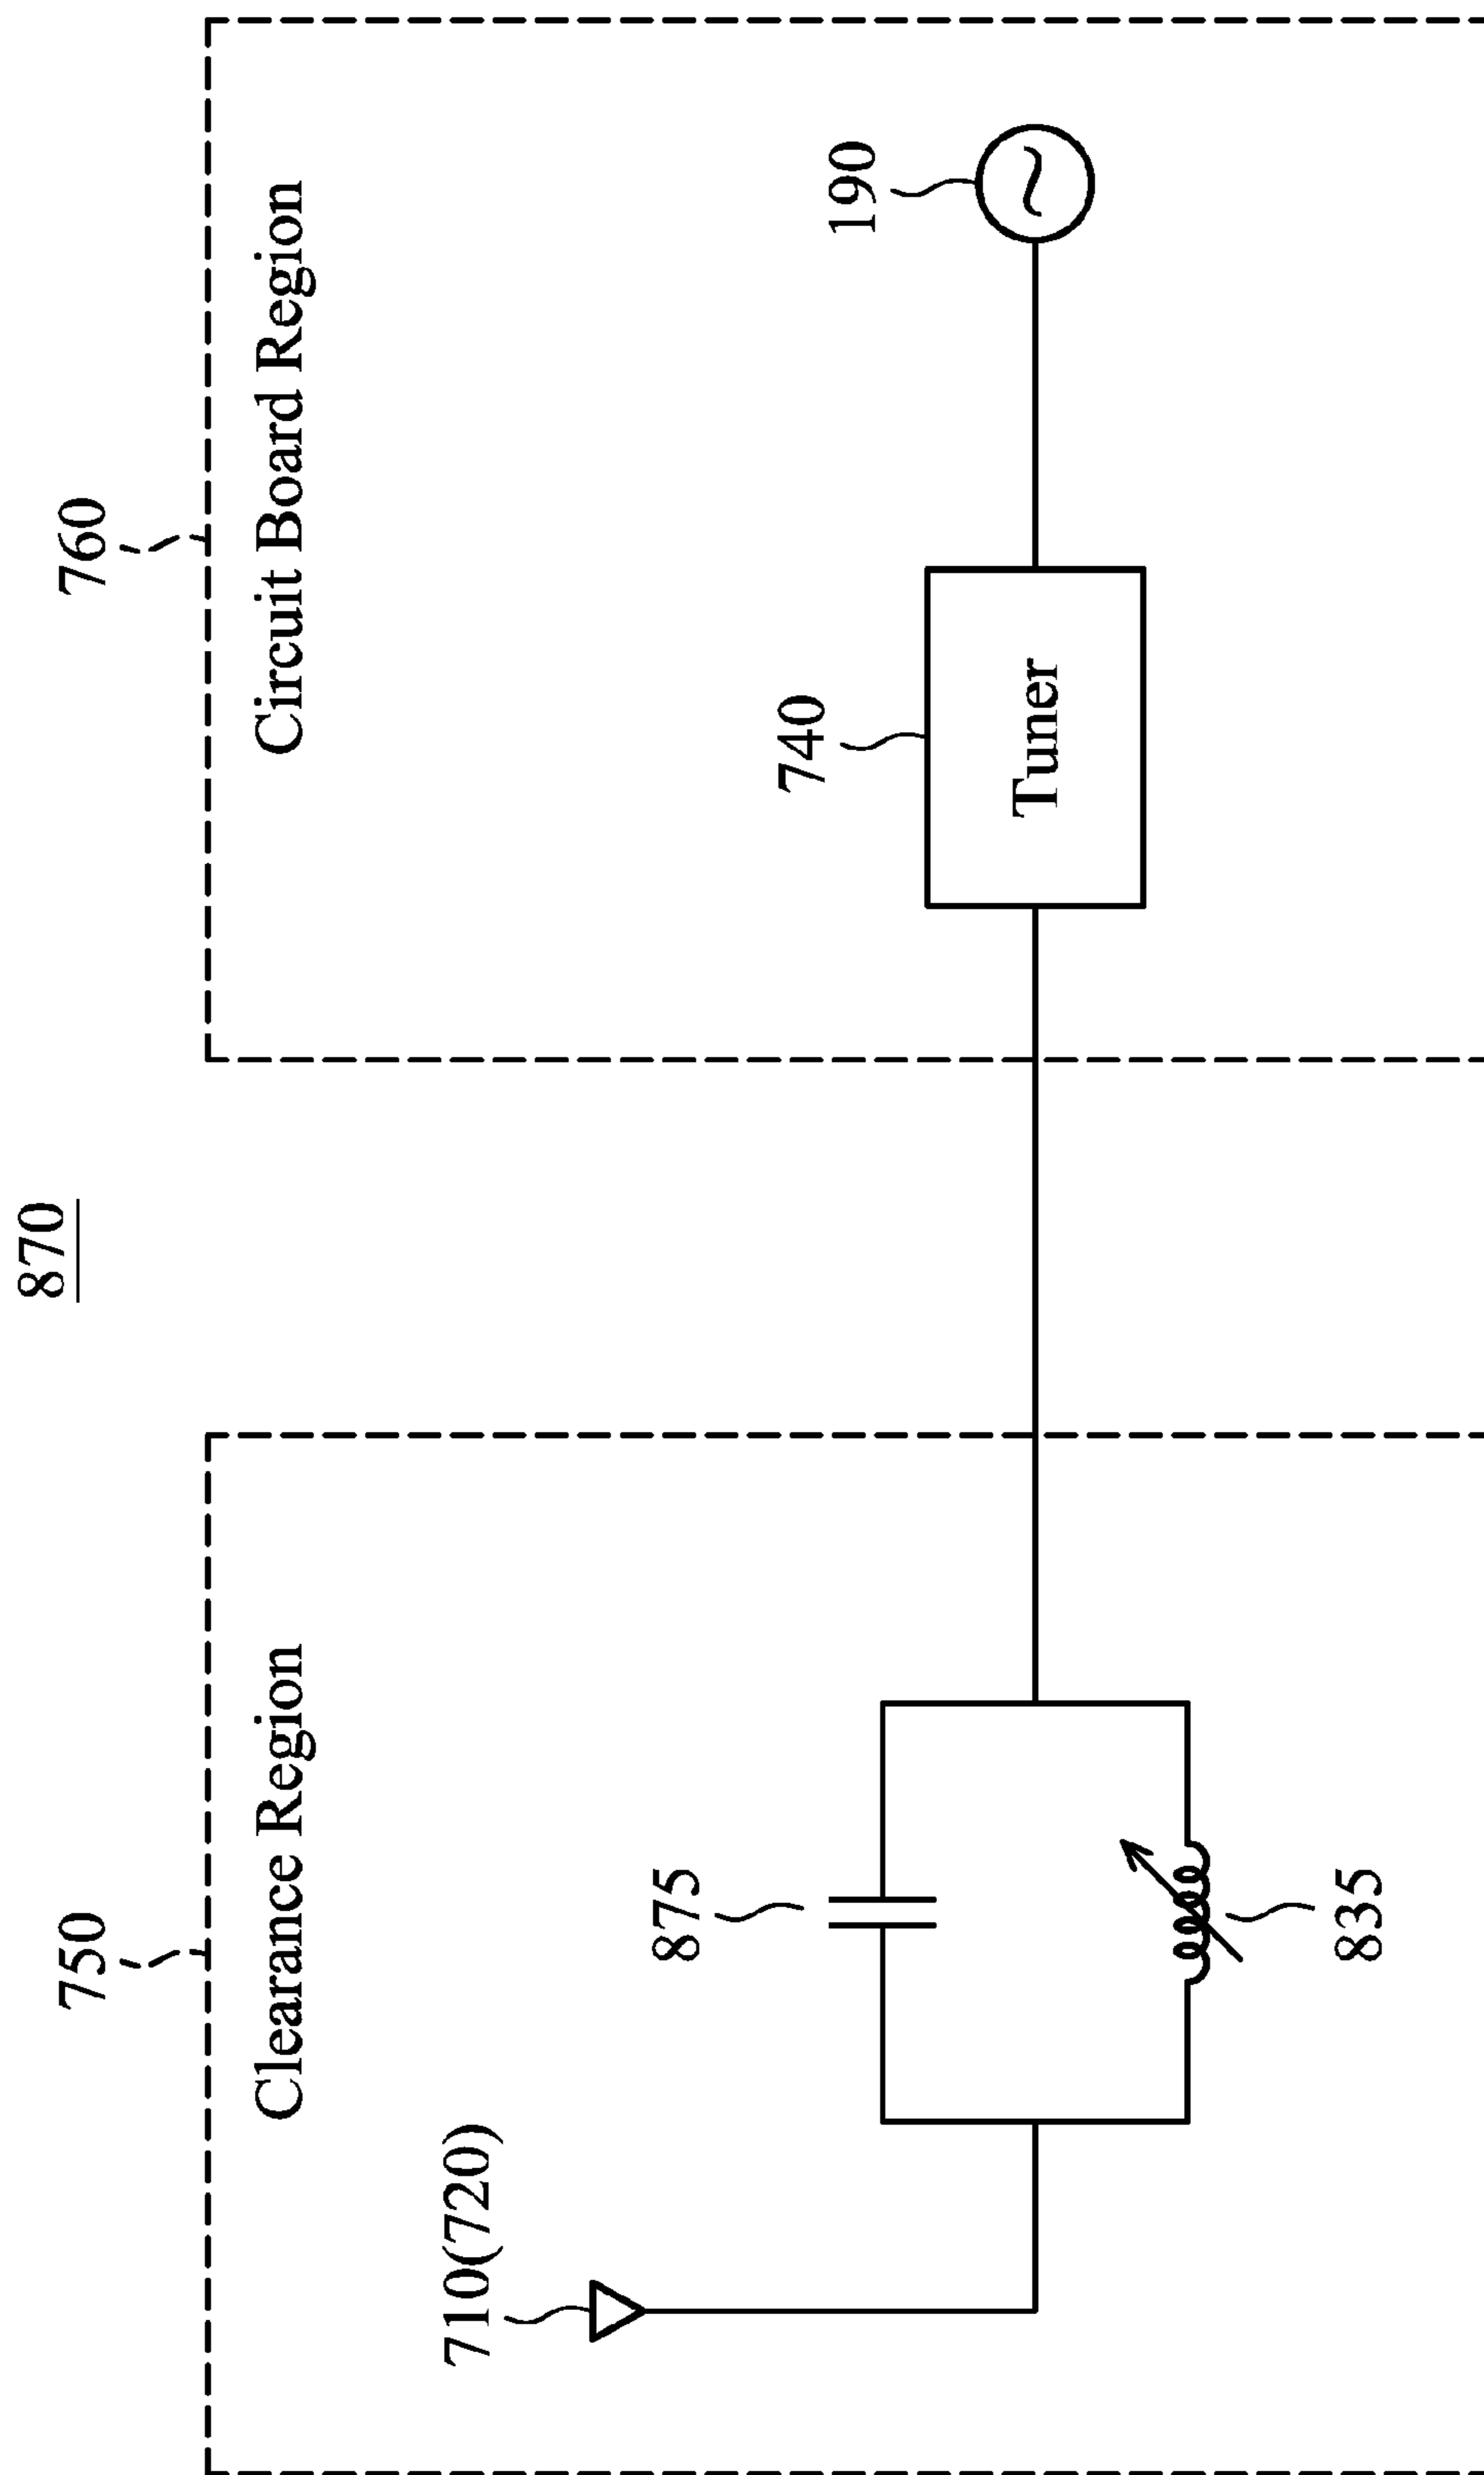 870
750
760
Clearance Region
Circuit Board Region
710(720)
875
835
740
Tuner
190